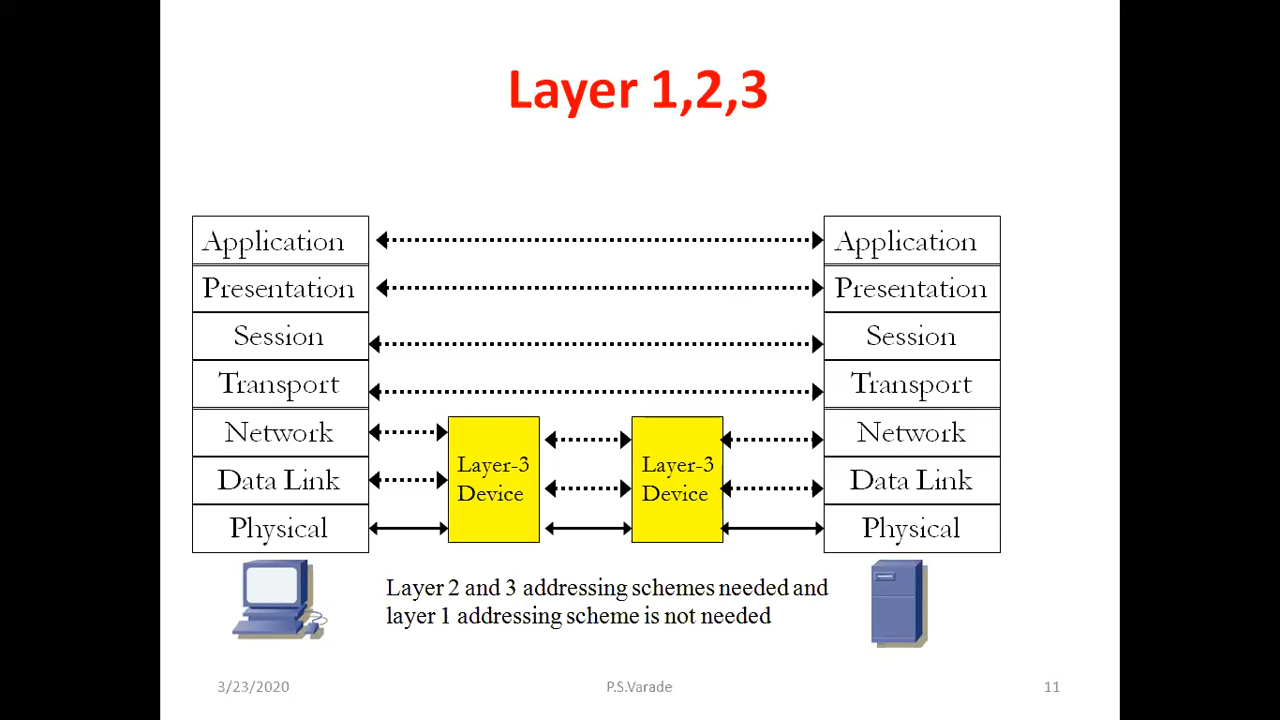 Layer 1,2,3
Application
Application
Presentation
Presentation
Session
Session
Transport
Transport
Network
Network
Layer-3
Device
Layer-3
Device
Data Link
Data Link
Physical
Physical
Layer 2 and 3 addressing schemes needed and
layer 1 addressing scheme is not needed
3/23/2020
P.S.Varade
11